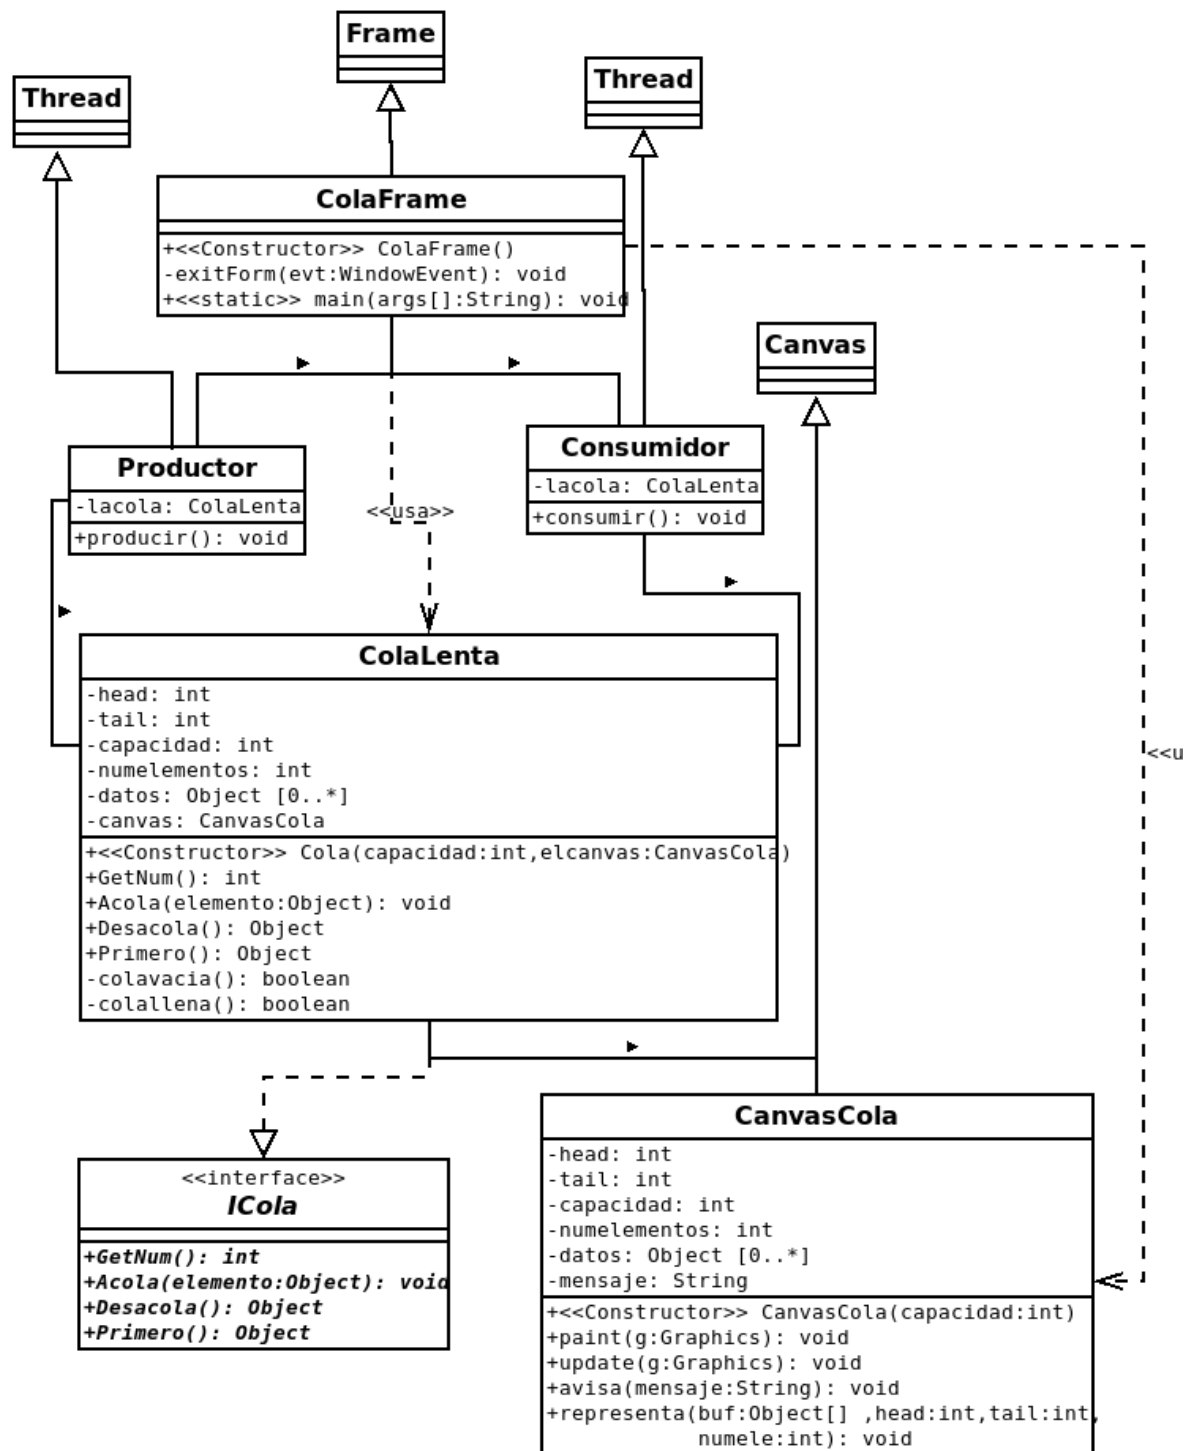 Frame
Thread
Thread
ColaFrame
+<<Constructor>> ColaFrame()
-exitForm(evt:WindowEvent): void
+<<static>> main(args[]:String): void
Canvas
Productor
-lacola: ColaLenta
+producir(): void
<<usa>>
Consumidor
-lacola: ColaLenta
+consumir(): void
ColaLenta
-head: int
-tail: int
-capacidad: int
-numelementos: int
-datos: Object [0..*]
-canvas: CanvasCola
+<<Constructor>> Cola(capacidad:int,elcanvas:CanvasCola)
+GetNum(): int
+Acola(elemento:Object): void
+Desacola(): Object
+Primero(): Object
-colavacia(): boolean
-colallena(): boolean
<<u
<<interface>>
ICola
+GetNum(): int
+Acola(elemento:Object): void
+Desacola(): Object
+Primero(): Object
CanvasCola
-head: int
-tail: int
-capacidad: int
-numelementos: int
-datos: Object [0..*]
-mensaje: String
+<<Constructor>> CanvasCola(capacidad:int)
+paint(g:Graphics): void
+update(g:Graphics): void
+avisa(mensaje:String): void
+representa(buf:Object[] ,head:int,tail:int,
numele:int): void